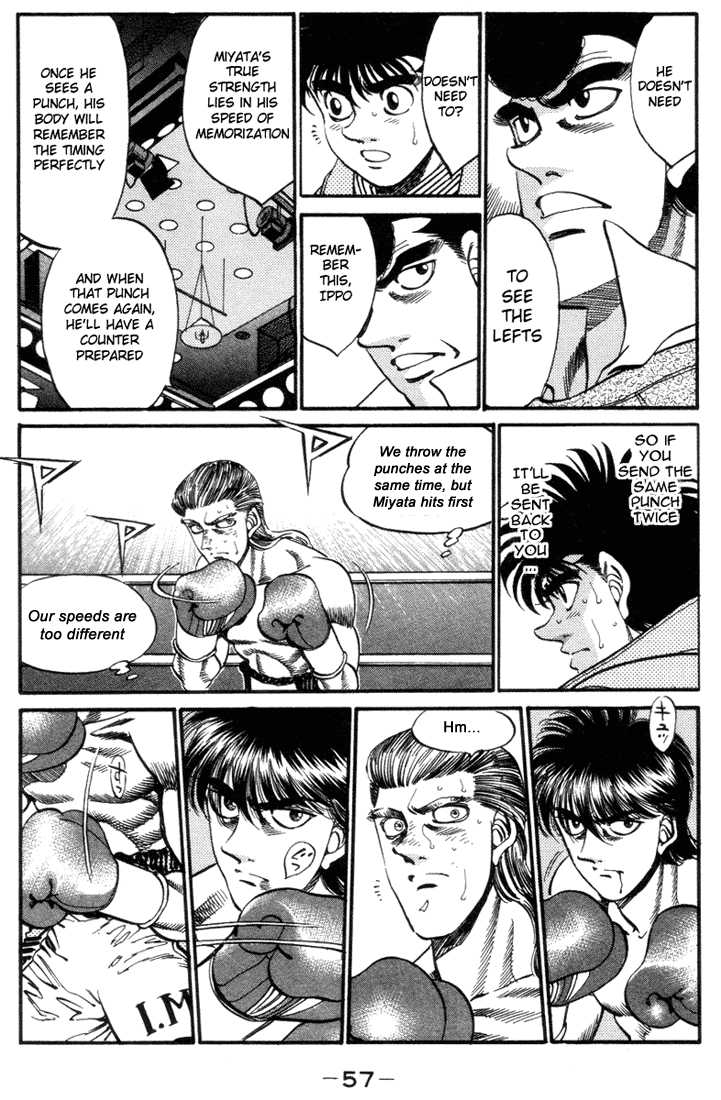 HE
DOESN'T
NEED
TO
SEE
THE
LEFTS
DOESN'T
NEED
TO?
REMEM-
BER
THIS,
IPPO
MIYATA'S
TRUE
STRENGTH
LIES IN HIS
SPEED OF
MEMORIZATION
ONCE HE
SEES A
PUNCH, HIS
BODY WILL
REMEMBER
THE TIMING
PERFECTLY
AND WHEN
THAT PUNCH
COMES AGAIN,
HE'LL HAVE A
COUNTER
PREPARED
SO IF
YOU
SEND THE
SAME
PUNCH
TWICE
IT'LL
BE
SENT
BACK
TO
YOU
...
We throw the
punches at the
same time, but
Miyata hits first
Our speeds are
too different
キュッ
Hm...
I.M
-57-